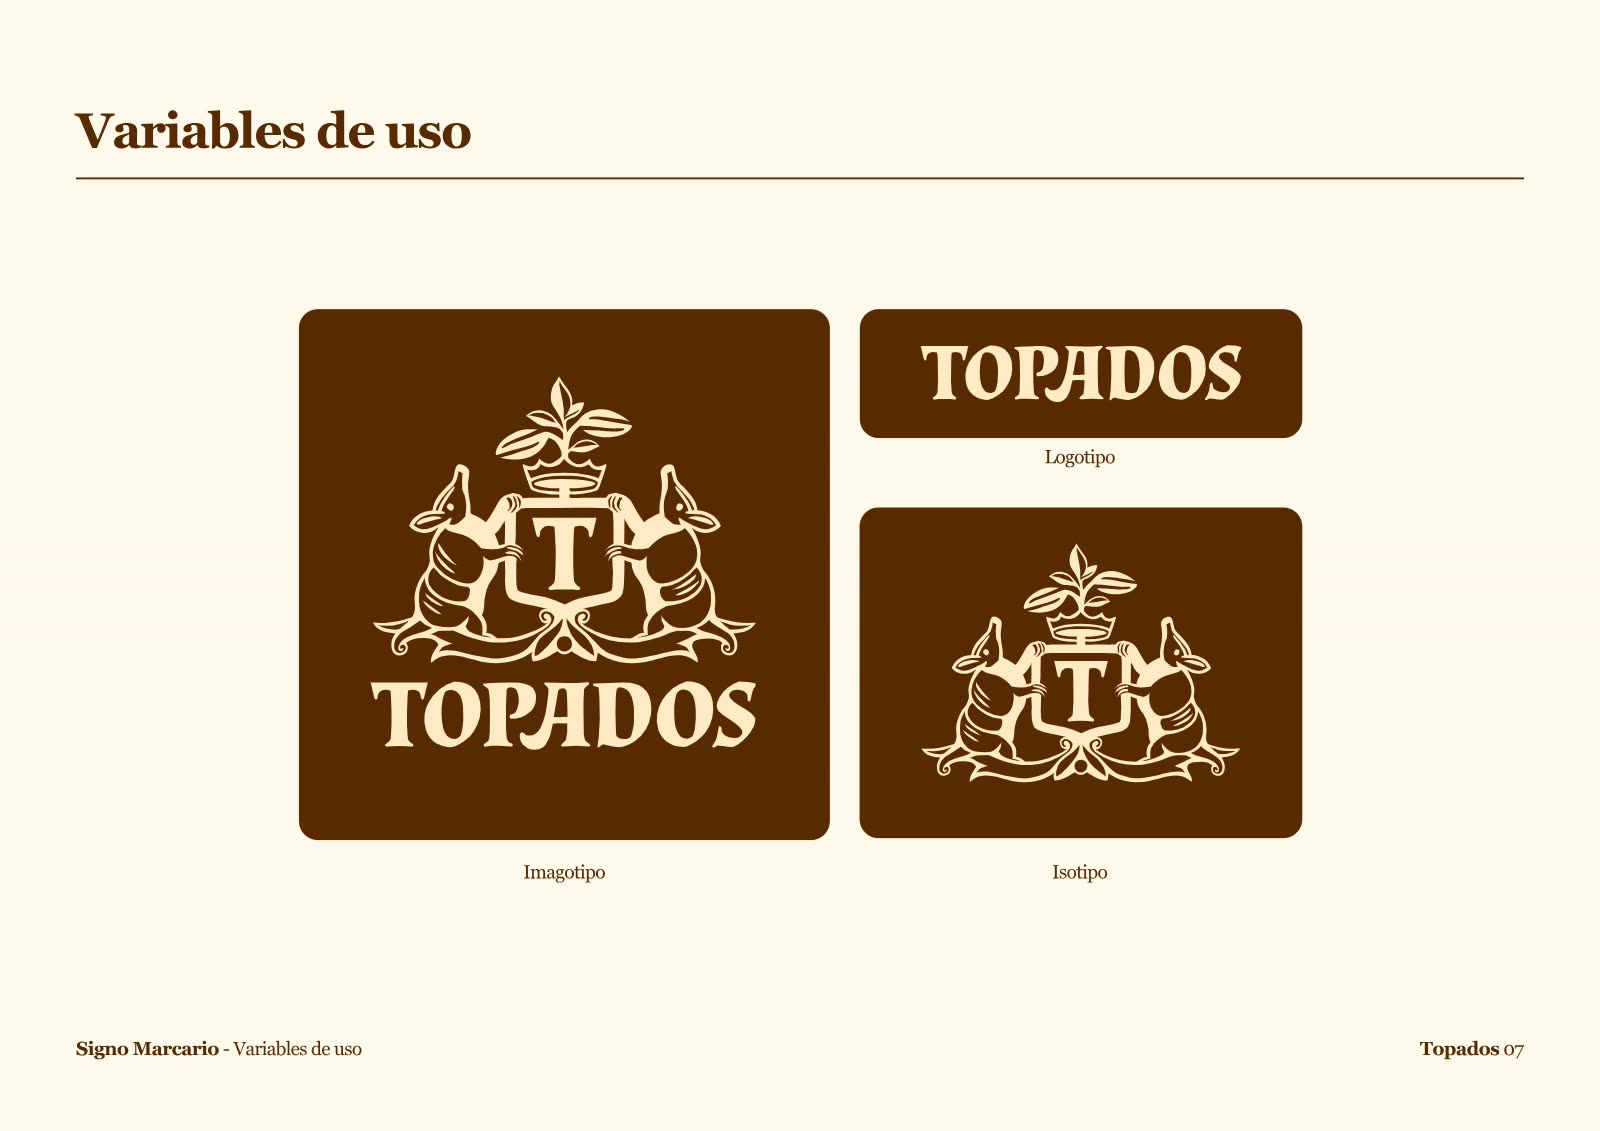 Variables de uso
T
TOPADOS
Imagotipo
TOPADOS
Logotipo
T
Isotipo
Signo Marcario - Variables de uso
Topados 07